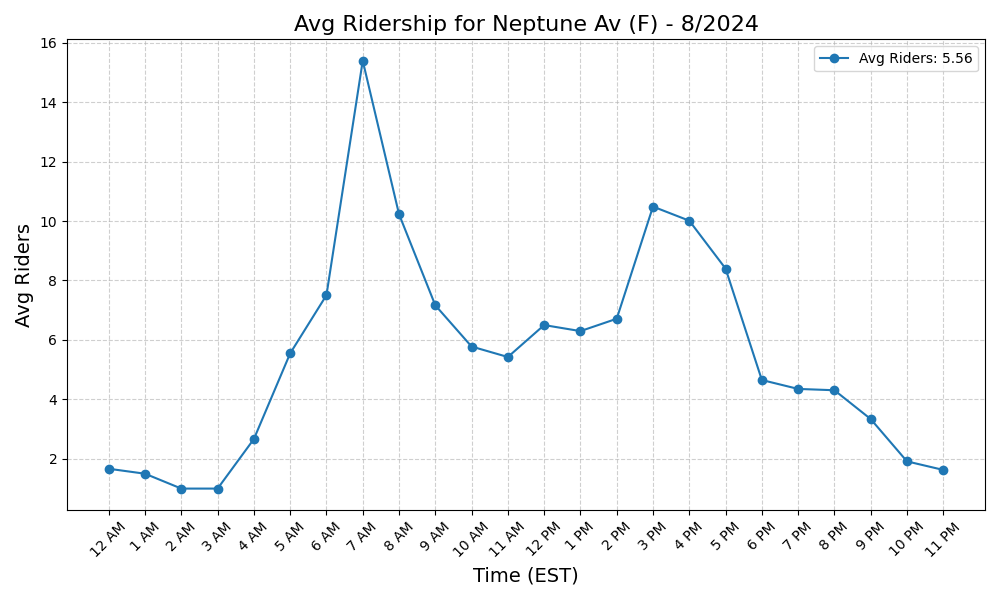 Avg Ridership for Neptune Av (F) - 8/2024
Avg Riders: 5.56
Avg Riders
16
14
12
10
8
6
4
2
12 AM
1 AM
2 AM
3 AM
4 AM
5 AM
6 AM
7 AM
8 AM
9 AM
10 AM
11 AM
12 PM
1 PM
2 PM
3 PM
4 PM
5 PM
6 PM
7 PM
8 PM
9 PM
10 PM
11 PM
Time (EST)